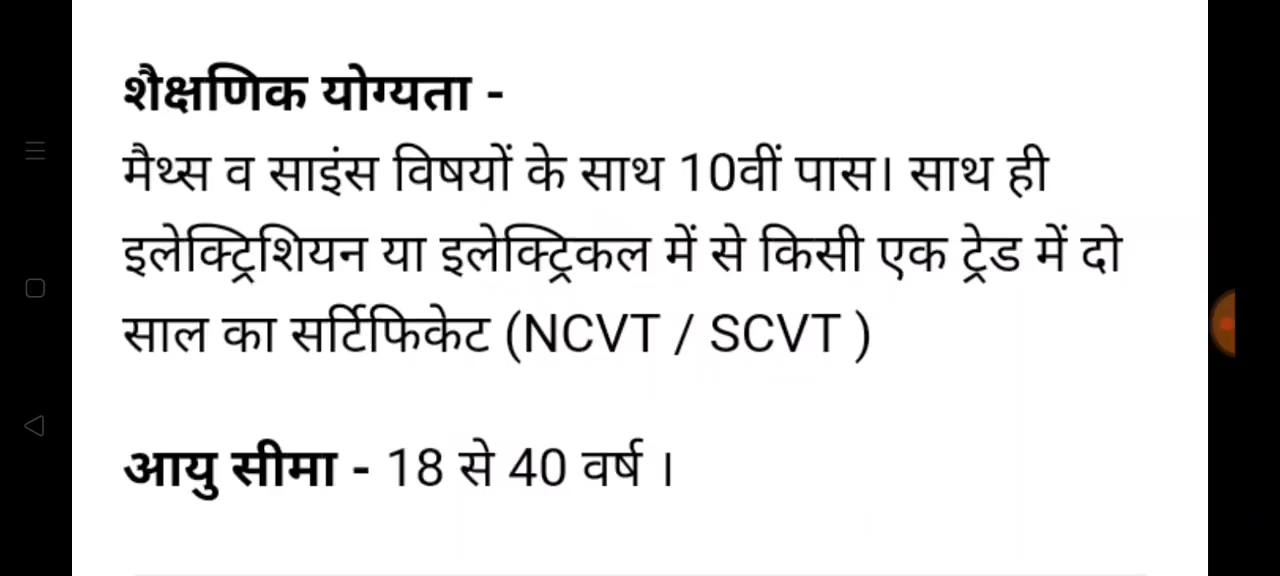 शैक्षणिक योग्यता -
मैथ्स व साइंस विषयों के साथ 10वीं पास। साथ ही
इलेक्ट्रिशियन या इलेक्ट्रिकल में से किसी एक ट्रेड में दो
साल का सर्टिफिकेट (NCVT / SCVT )
आयु सीमा - 18 से 40 वर्ष ।